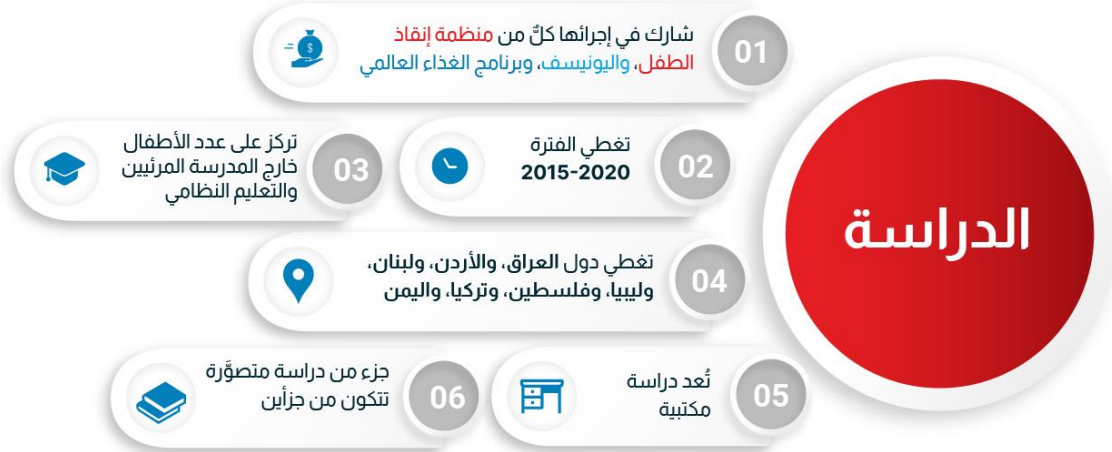 الدراسة
01
شارك في إجرائها كلٌّ من منظمة إنقاذ
الطفل، واليونيسف، وبرنامج الغذاء العالمي
02
تغطي الفترة
2015-2020
03
تركز على عدد الأطفال
خارج المدرسة المرئيين
والتعليم النظامي
04
تغطي دول العراق، والأردن، ولبنان،
وليبيا، وفلسطين، وتركيا، واليمن
05
تُعد دراسة
مكتبية
06
جزء من دراسة متصوَّرة
تتكون من جزأين